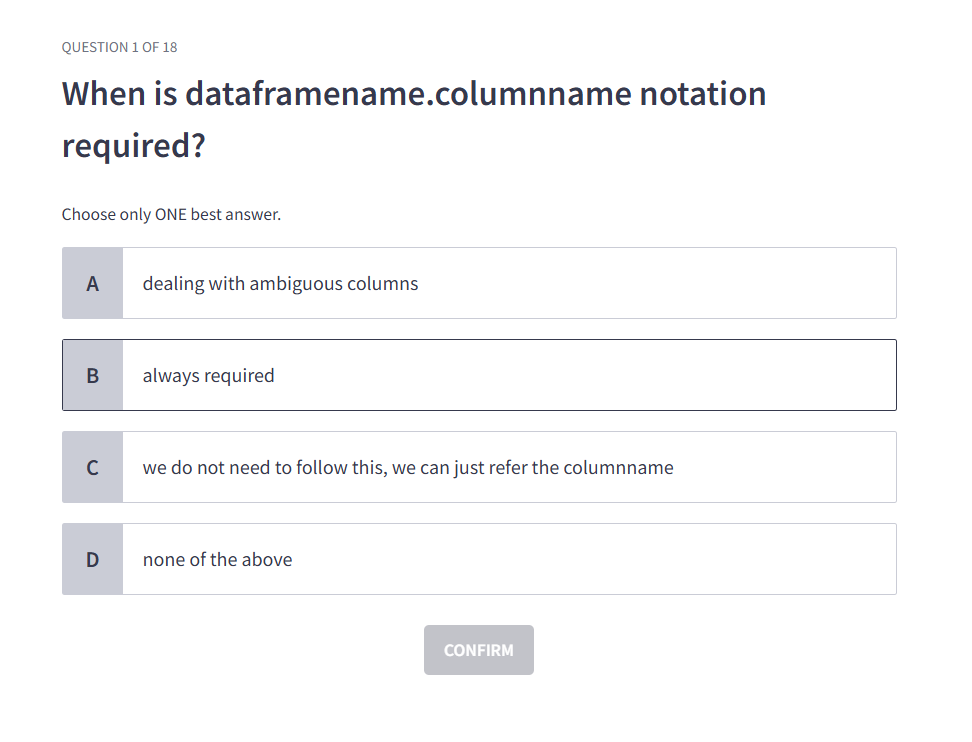 QUESTION 1 OF 18
When is dataframename.columnname notation
required?
Choose only ONE best answer.
A dealing with ambiguous columns
B always required
C we do not need to follow this, we can just refer the columnname
D none of the above
CONFIRM